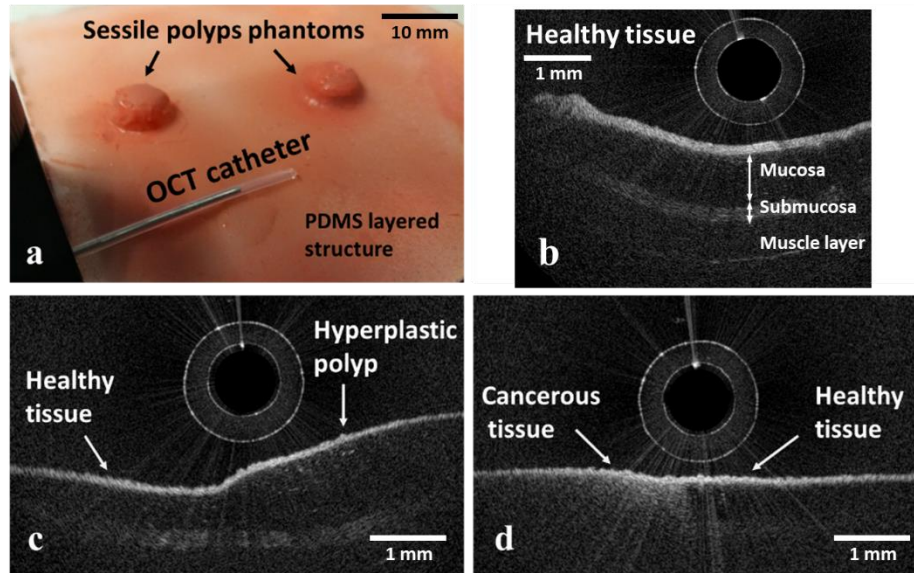 Sessile polyps phantoms
10 mm
OCT catheter
PDMS layered
structure
a
Healthy tissue
1 mm
Mucosa
Submucosa
Muscle layer
b
Healthy
tissue
Hyperplastic
polyp
c
1 mm
Cancerous
tissue
Healthy
tissue
d
1 mm